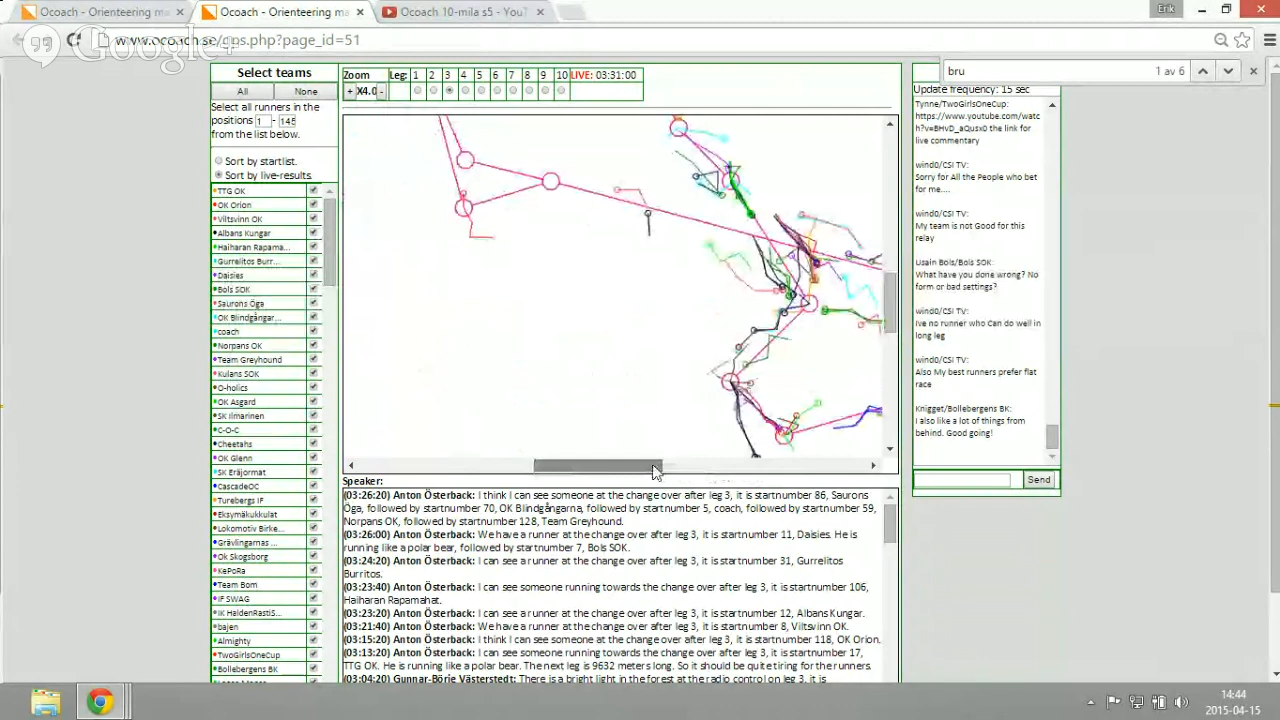 Ocoach - Orienteering ma
Ocoach - Orienteering ma
Ocoach 10-mila s5 - YouT
Erik
Google+
.php?page_id=51
Select teams
Zoom
Leg:
1 2 3 4 5 6 7 8 9 10
LIVE: 03:31:00
bru
1 av 6
All
None
+ X4.0 -
Update frequency: 15 sec
Select all runners in the
positions 1 - 145
from the list below.
Sort by startlist.
Sort by live-results.
TTG OK
OK Orion
Viltsvinn OK
Albans Kungar
Haiharan Rapama...
Gurrelitos Burr...
Daisies
Bols SOK
Saurons Öga
OK Blindgångar...
coach
Norpans OK
Team Greyhound
Kulans SOK
O-holics
OK Asgard
SK Ilmarinen
C-O-C
Cheetahs
OK Glenn
SK Eräjormat
CascadeOC
Turebergs IF
Eksymäkukkulat
Lokomotiv Birke...
Grävlingarnas ...
Ok Skogsborg
KePoRa
Team Bom
IF SWAG
IK HaldenRastiS...
bajen
Almighty
TwoGirlsOneCup
Bollebergens BK
Tynne/TwoGirlsOneCup:
https://www.youtube.com/watc
h?v=BHvD_aQusx0 the link for
live commentary
wind0/CSI TV:
Sorry for All the People who bet
for me....
wind0/CSI TV:
My team is not Good for this
relay
Usain Bols/Bols SOK:
What have you done wrong? No
form or bad settings?
wind0/CSI TV:
Ive no runner who Can do well in
long leg
wind0/CSI TV:
Also My best runners prefer flat
race
Knigget/Bollebergens BK:
I also like a lot of things from
behind. Good going!
Send
Speaker:
(03:26:20) Anton Österback: I think I can see someone at the change over after leg 3, it is startnumber 86, Saurons
Öga, followed by startnumber 70, OK Blindgångarna, followed by startnumber 5, coach, followed by startnumber 59,
Norpans OK, followed by startnumber 128, Team Greyhound.
(03:26:00) Anton Österback: We have a runner at the change over after leg 3, it is startnumber 11, Daisies. He is
running like a polar bear, followed by startnumber 7, Bols SOK.
(03:24:20) Anton Österback: I can see a runner at the change over after leg 3, it is startnumber 31, Gurrelitos
Burritos.
(03:23:40) Anton Österback: I can see someone running towards the change over after leg 3, it is startnumber 106,
Haiharan Rapamahat.
(03:23:20) Anton Österback: I can see a runner at the change over after leg 3, it is startnumber 12, Albans Kungar.
(03:21:40) Anton Österback: We have a runner at the change over after leg 3, it is startnumber 8, Viltsvinn OK.
(03:15:20) Anton Österback: I think I can see someone at the change over after leg 3, it is startnumber 118, OK Orion.
(03:13:20) Anton Österback: I can see someone running towards the change over after leg 3, it is startnumber 17,
TTG OK. He is running like a polar bear. The next leg is 9632 meters long. So it should be quite tiring for the runners.
(03:04:20) Gunnar-Börje Västerstedt: There is a bright light in the forest at the radio control on leg 3, it is
14:44
2015-04-15